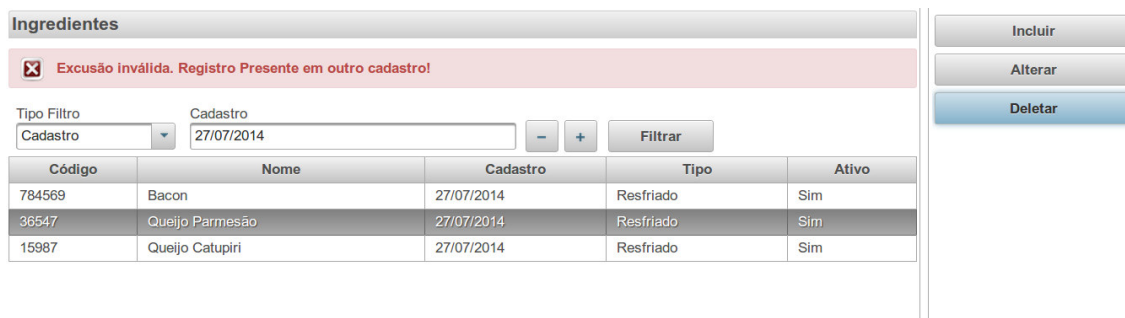 Ingredientes
Excusão inválida. Registro Presente em outro cadastro!
Tipo Filtro Cadastro
Cadastro 27/07/2014 − + Filtrar
Código Nome Cadastro Tipo Ativo
784569 Bacon 27/07/2014 Resfriado Sim
36547 Queijo Parmesão 27/07/2014 Resfriado Sim
15987 Queijo Catupiri 27/07/2014 Resfriado Sim
Incluir
Alterar
Deletar